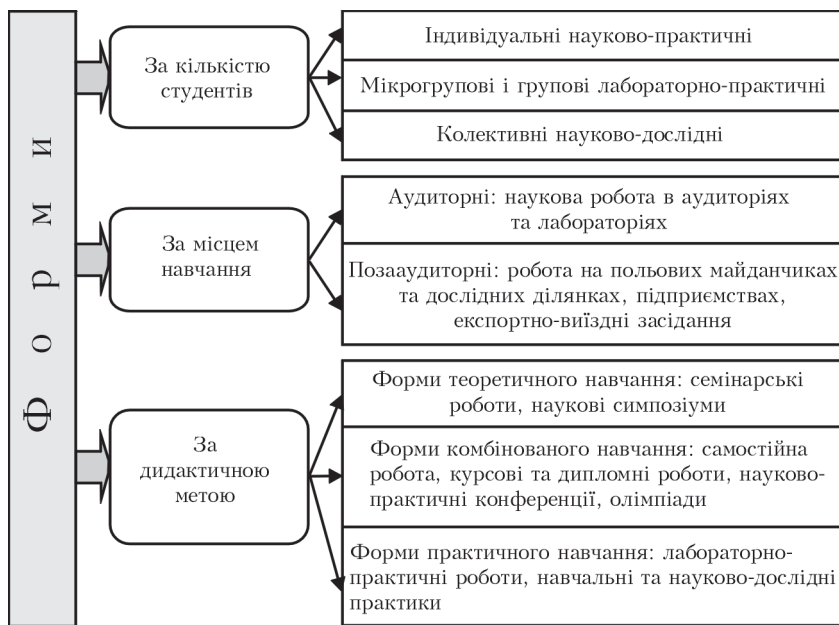 Форми
За кількістю
студентів
Індивідуальні науково-практичні
Мікрогрупові і групові лабораторно-практичні
Колективні науково-дослідні
За місцем
навчання
Аудиторні: наукова робота в аудиторіях
та лабораторіях
Позааудиторні: робота на польових майданчиках
та дослідних ділянках, підприємствах,
експортно-виїздні засідання
За
дидактичною
метою
Форми теоретичного навчання: семінарські
роботи, наукові симпозіуми
Форми комбінованого навчання: самостійна
робота, курсові та дипломні роботи, науково-
практичні конференції, олімпіади
Форми практичного навчання: лабораторно-
практичні роботи, навчальні та науково-дослідні
практики